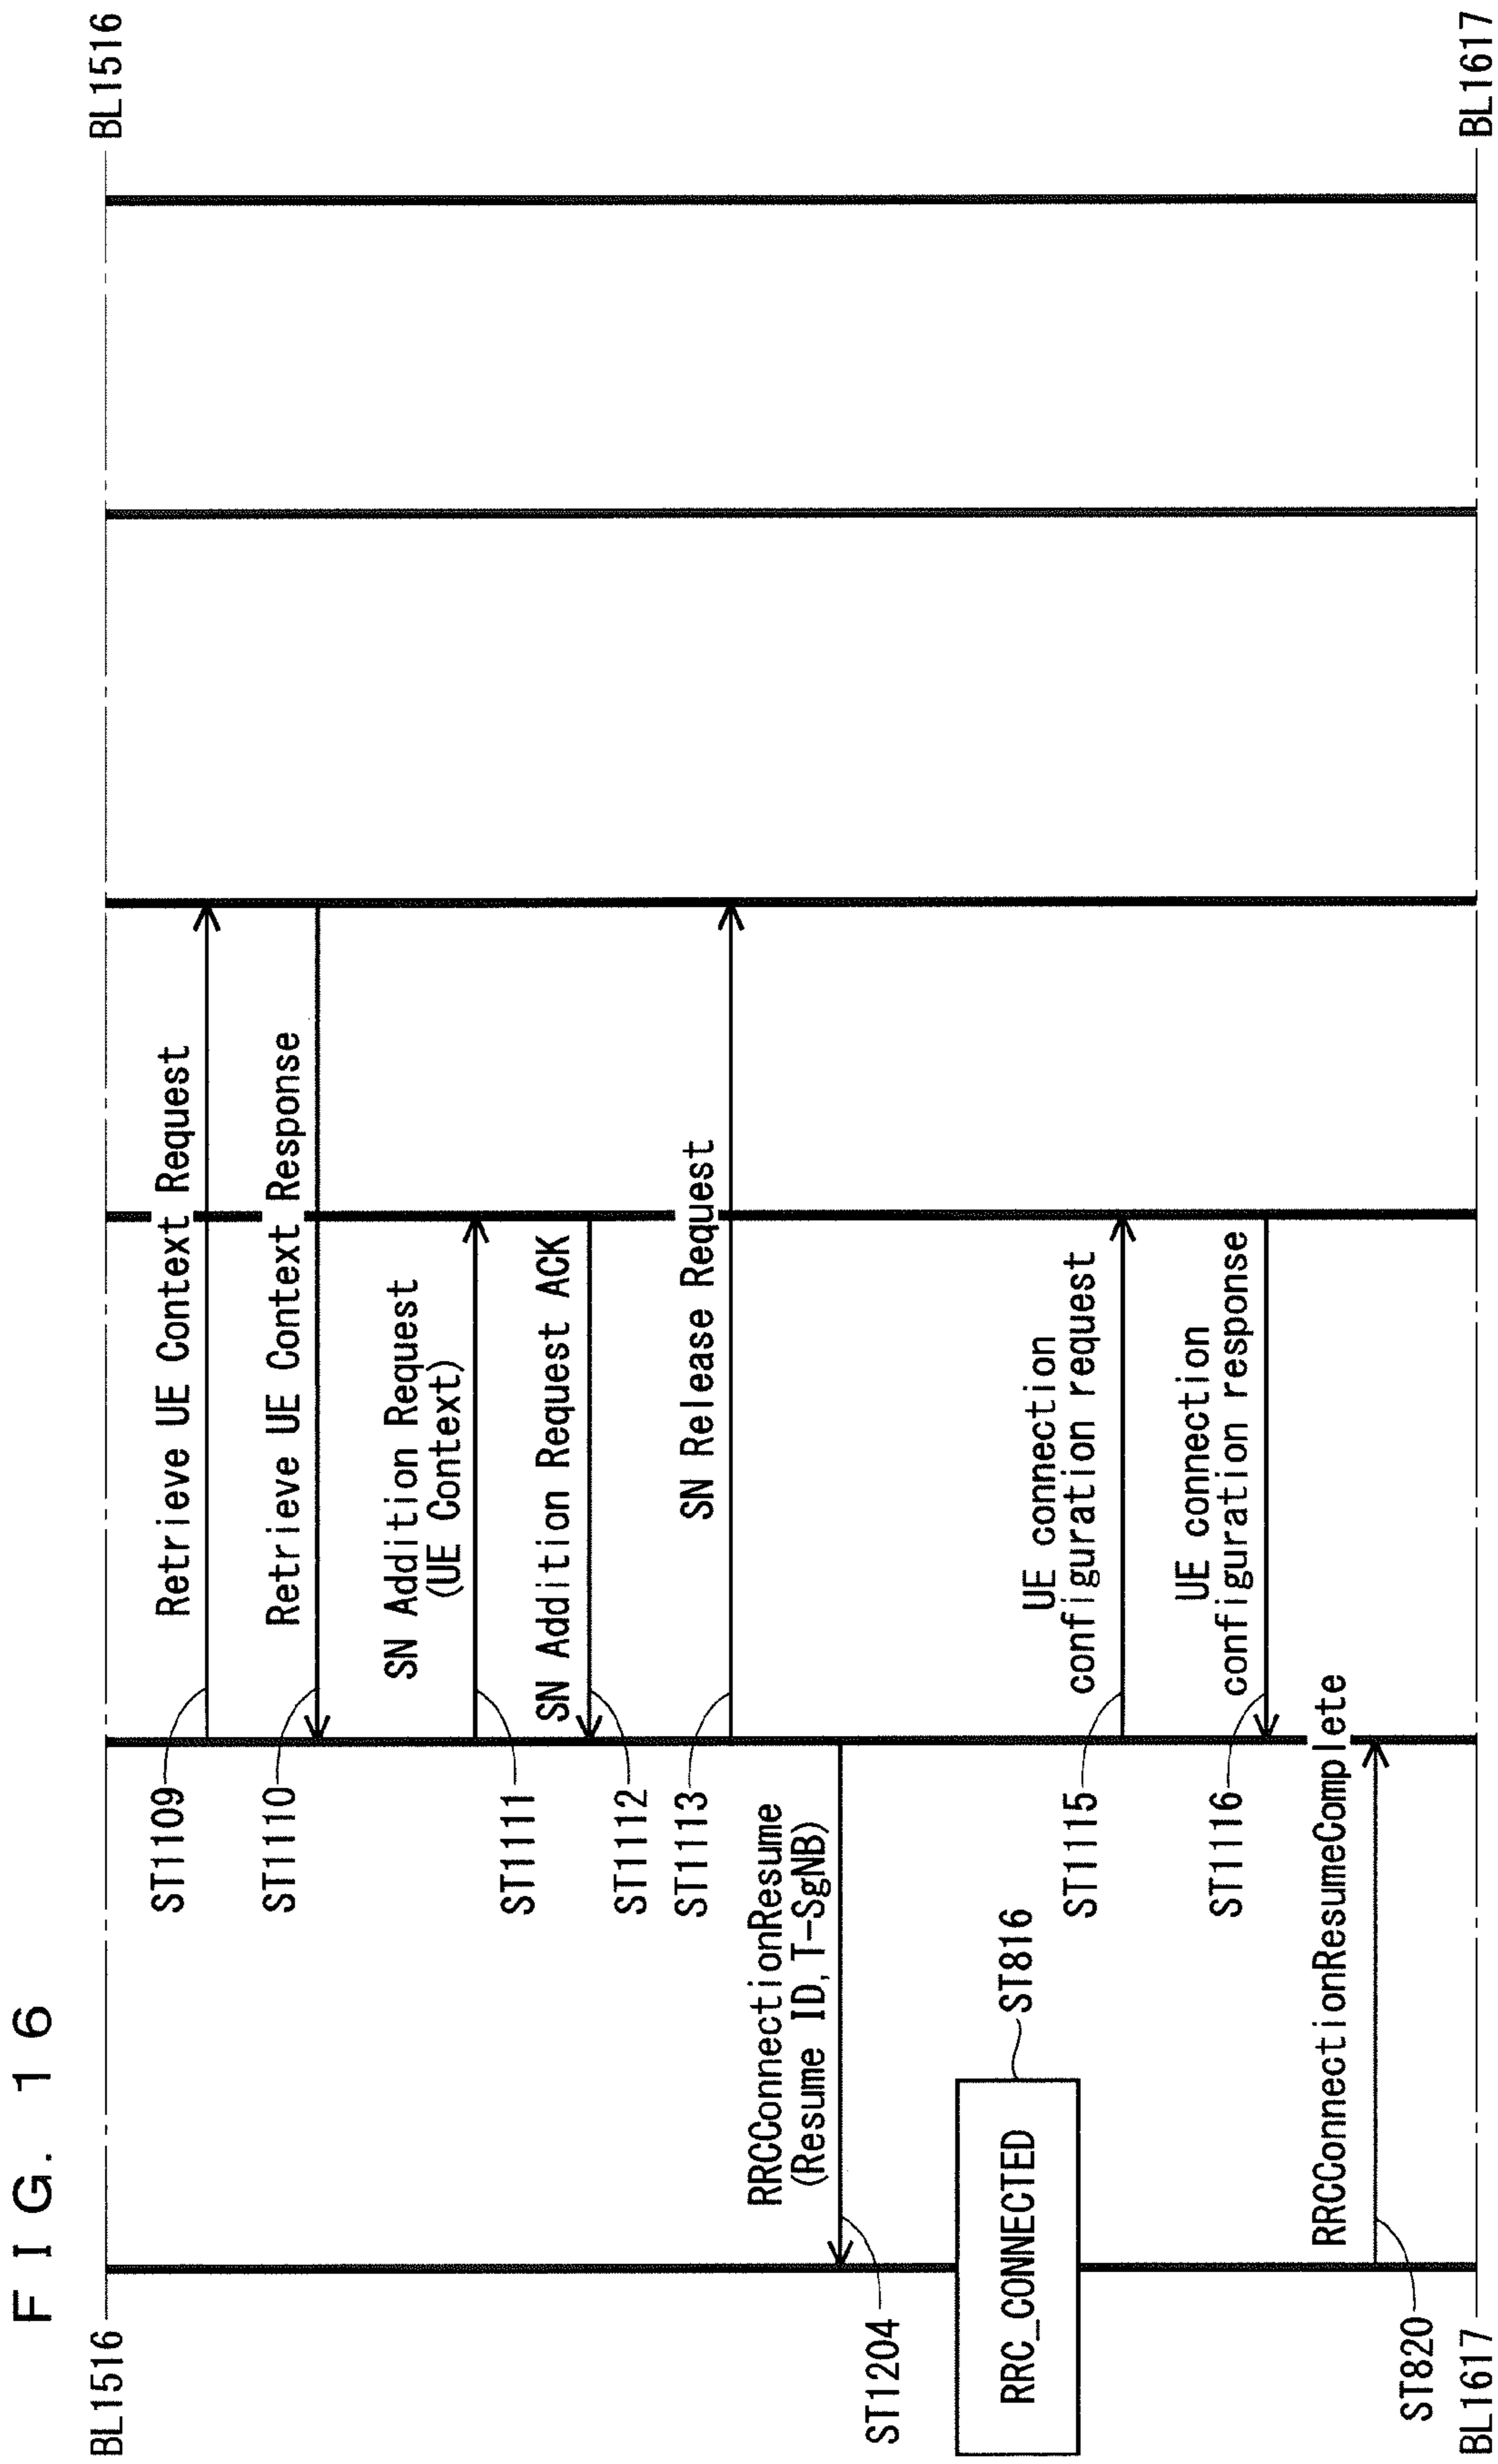 FIG. 16
BL1516
BL1516
ST1109
Retrieve UE Context Request
ST1110
Retrieve UE Context Response
ST1111
SN Addition Request
(UE Context)
ST1112
SN Addition Request ACK
ST1113
SN Release Request
RRCConnectionResume
(Resume ID, T-SgNB)
ST1204
RRC_CONNECTED
ST816
ST1115
UE connection
configuration request
ST1116
UE connection
configuration response
RRCConnectionResumeComplete
ST820
BL1617
BL1617